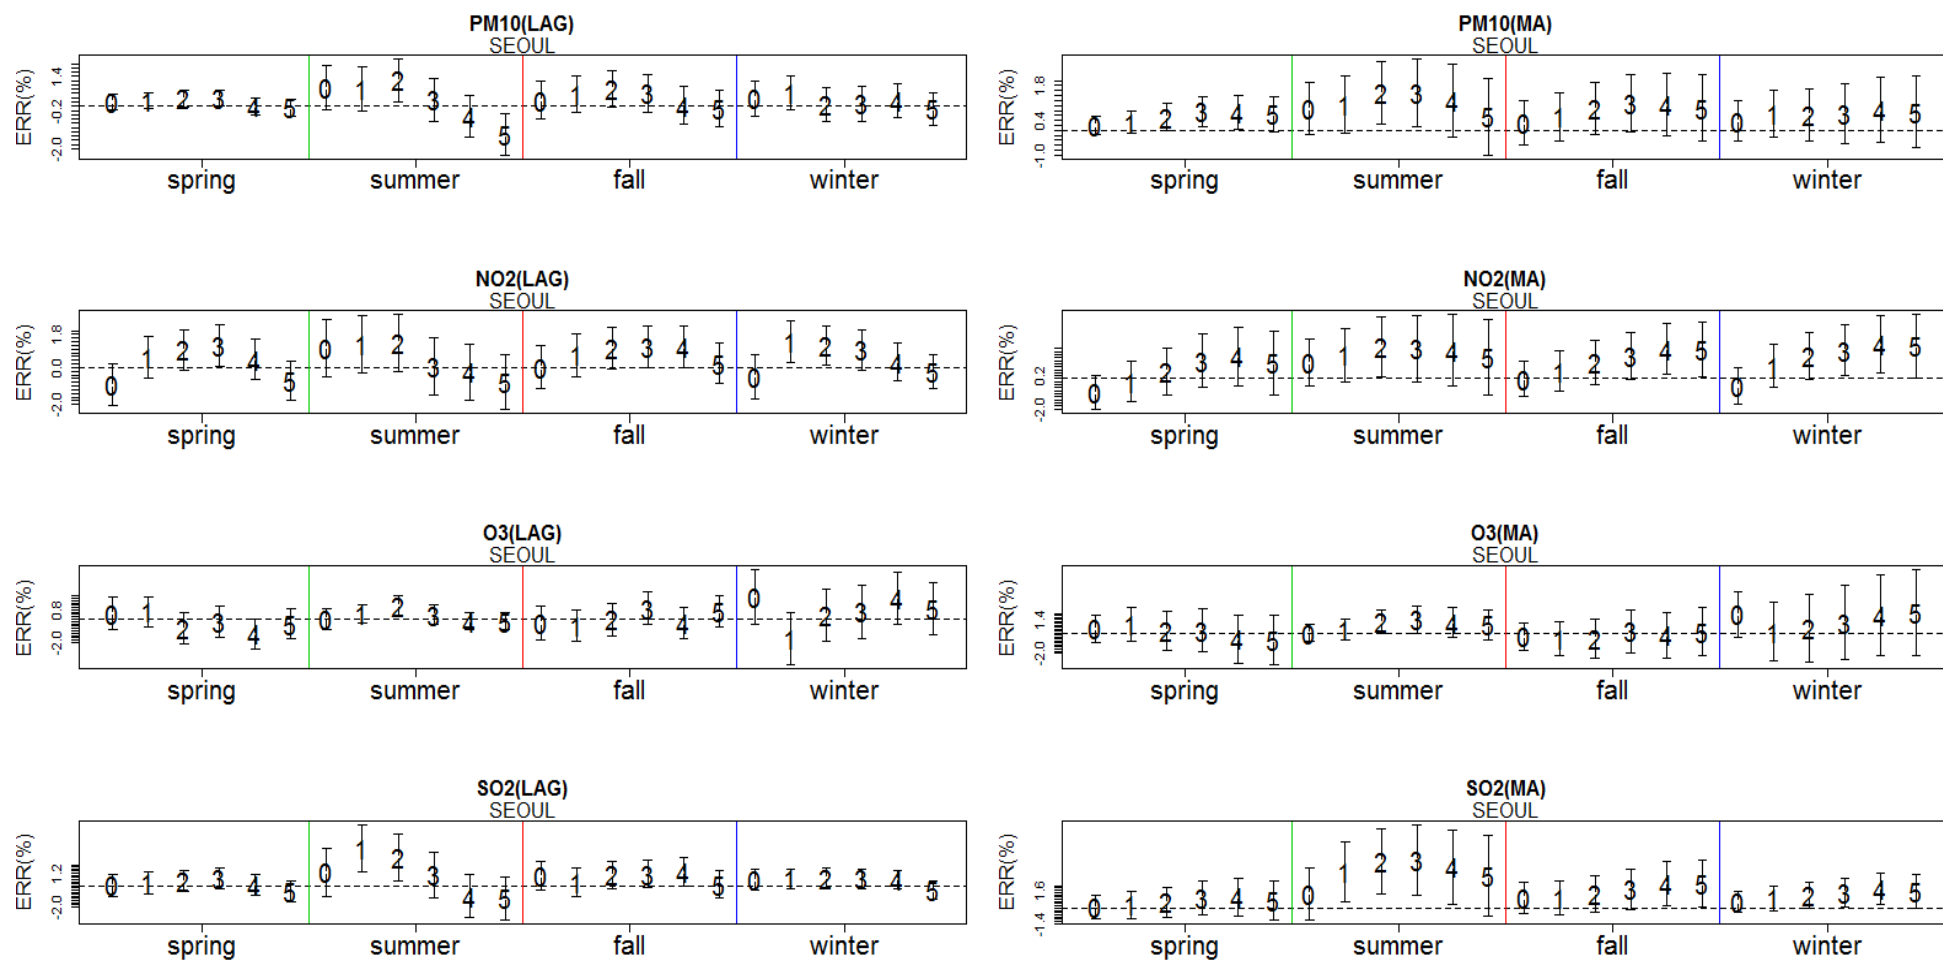 PM10(LAG)
SEOUL
ERR(%)
1.4
-0.2
-2.0
0 1 2 3 4 5 0 1 2 3 4 5 0 1 2 3 4 5 0 1 2 3 4 5
spring summer fall winter
PM10(MA)
SEOUL
ERR(%)
1.8
0.4
-1.0
0 1 2 3 4 5 0 1 2 3 4 5 0 1 2 3 4 5 0 1 2 3 4 5
spring summer fall winter
NO2(LAG)
SEOUL
ERR(%)
1.8
0.0
-2.0
0 1 2 3 4 5 0 1 2 3 4 5 0 1 2 3 4 5 0 1 2 3 4 5
spring summer fall winter
NO2(MA)
SEOUL
ERR(%)
0.2
-2.0
0 1 2 3 4 5 0 1 2 3 4 5 0 1 2 3 4 5 0 1 2 3 4 5
spring summer fall winter
O3(LAG)
SEOUL
ERR(%)
0.8
-2.0
0 1 2 3 4 5 0 1 2 3 4 5 0 1 2 3 4 5 0 1 2 3 4 5
spring summer fall winter
O3(MA)
SEOUL
ERR(%)
1.4
-2.0
0 1 2 3 4 5 0 1 2 3 4 5 0 1 2 3 4 5 0 1 2 3 4 5
spring summer fall winter
SO2(LAG)
SEOUL
ERR(%)
1.2
-2.0
0 1 2 3 4 5 0 1 2 3 4 5 0 1 2 3 4 5 0 1 2 3 4 5
spring summer fall winter
SO2(MA)
SEOUL
ERR(%)
1.6
-1.4
0 1 2 3 4 5 0 1 2 3 4 5 0 1 2 3 4 5 0 1 2 3 4 5
spring summer fall winter